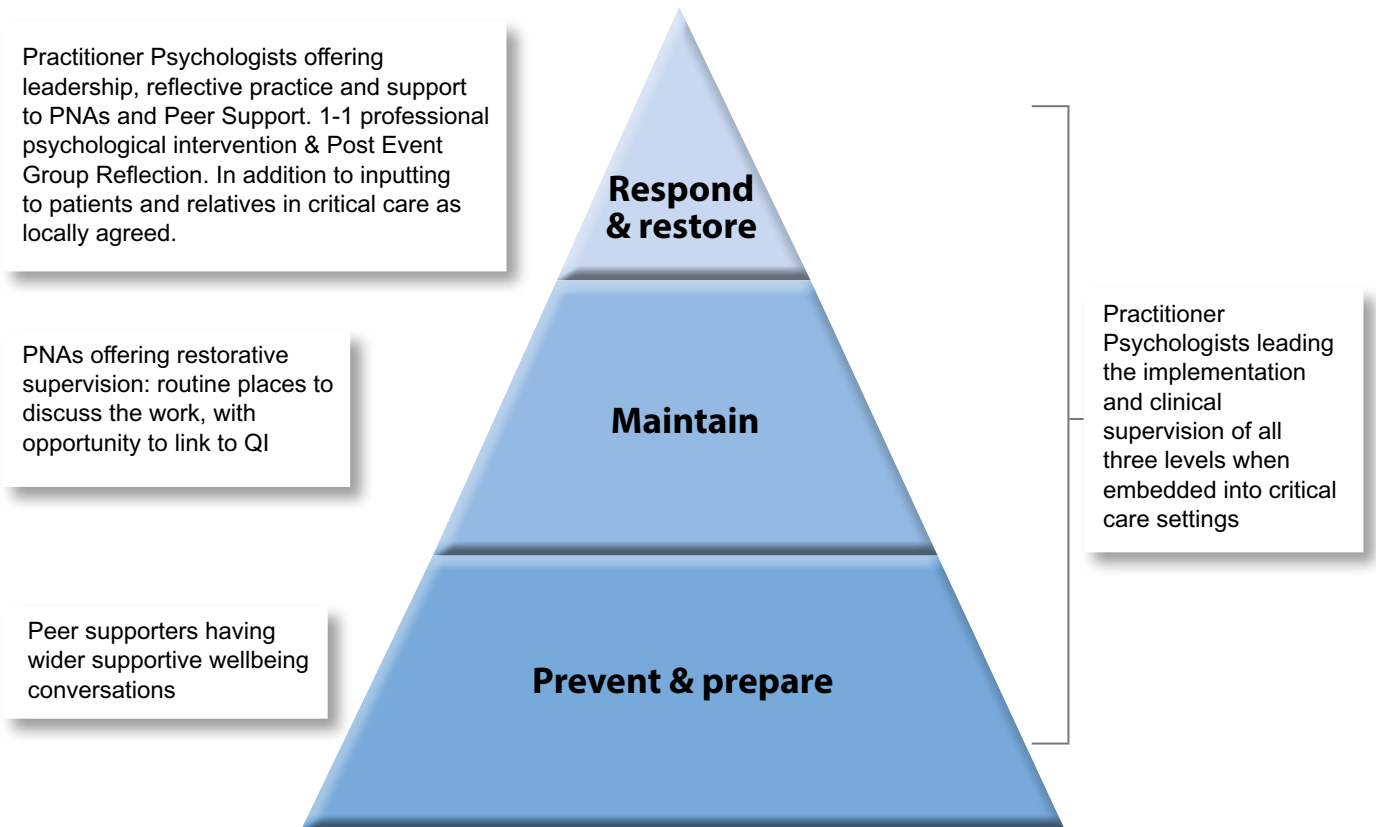 Practitioner Psychologists offering
leadership, reflective practice and support
to PNAs and Peer Support. 1-1 professional
psychological intervention & Post Event
Group Reflection. In addition to inputting
to patients and relatives in critical care as
locally agreed.
Respond
& restore
PNAs offering restorative
supervision: routine places to
discuss the work, with
opportunity to link to QI
Maintain
Peer supporters having
wider supportive wellbeing
conversations
Prevent & prepare
Practitioner
Psychologists leading
the implementation
and clinical
supervision of all
three levels when
embedded into critical
care settings